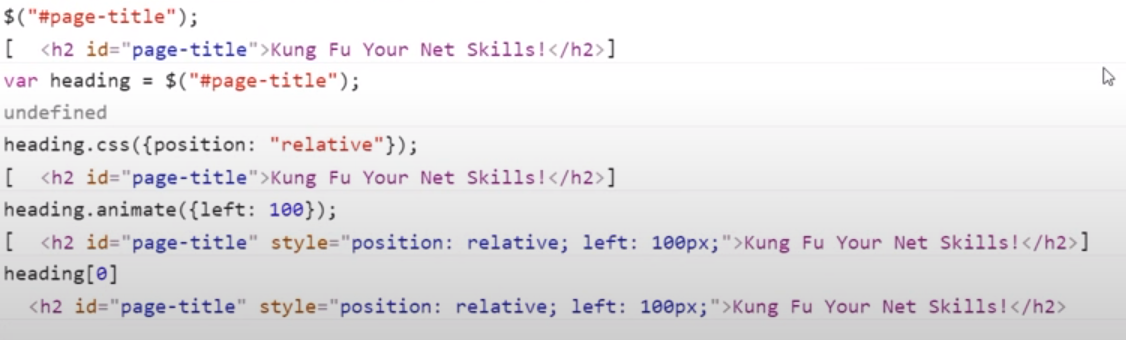 $("#page-title");
[  <h2 id="page-title">Kung Fu Your Net Skills!</h2>]
var heading = $("#page-title");
undefined
heading.css({position: "relative"});
[  <h2 id="page-title">Kung Fu Your Net Skills!</h2>]
heading.animate({left: 100});
[  <h2 id="page-title" style="position: relative; left: 100px;">Kung Fu Your Net Skills!</h2>]
heading[0]
<h2 id="page-title" style="position: relative; left: 100px;">Kung Fu Your Net Skills!</h2>